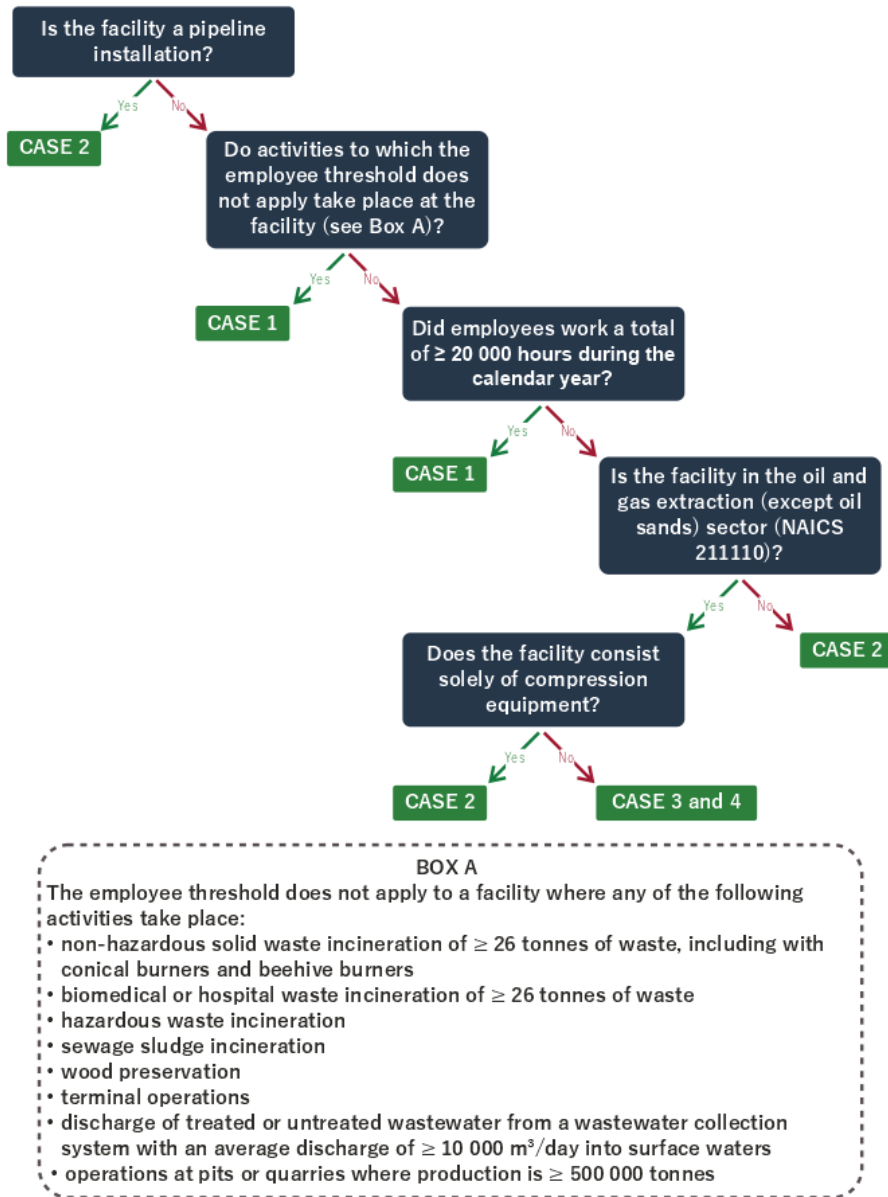 Is the facility a pipeline
installation?
Yes
No
CASE 2
Do activities to which the
employee threshold does
not apply take place at the
facility (see Box A)?
Yes
No
CASE 1
Did employees work a total
of ≥ 20 000 hours during the
calendar year?
Yes
No
CASE 1
Is the facility in the oil and
gas extraction (except oil
sands) sector (NAICS
211110)?
Yes
No
Does the facility consist
solely of compression
equipment?
CASE 2
Yes
No
CASE 2
CASE 3 and 4
BOX A
The employee threshold does not apply to a facility where any of the following
activities take place:
• non-hazardous solid waste incineration of ≥ 26 tonnes of waste, including with
conical burners and beehive burners
• biomedical or hospital waste incineration of ≥ 26 tonnes of waste
• hazardous waste incineration
• sewage sludge incineration
• wood preservation
• terminal operations
• discharge of treated or untreated wastewater from a wastewater collection
system with an average discharge of ≥ 10 000 m³/day into surface waters
• operations at pits or quarries where production is ≥ 500 000 tonnes